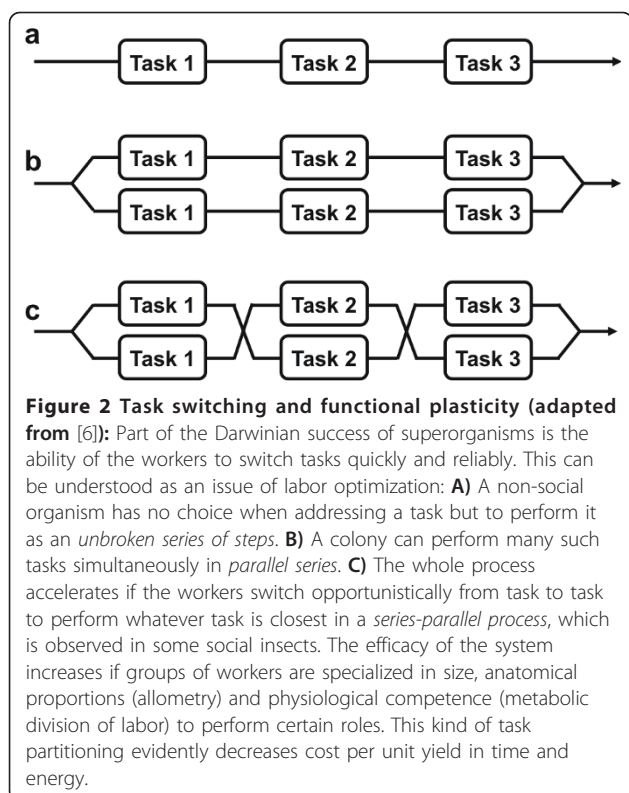 a
Task 1 Task 2 Task 3
b
Task 1 Task 2 Task 3
Task 1 Task 2 Task 3
c
Task 1 Task 2 Task 3
Task 1 Task 2 Task 3
Figure 2 Task switching and functional plasticity (adapted
from [6]): Part of the Darwinian success of superorganisms is the
ability of the workers to switch tasks quickly and reliably. This can
be understood as an issue of labor optimization: A) A non-social
organism has no choice when addressing a task but to perform it
as an unbroken series of steps. B) A colony can perform many such
tasks simultaneously in parallel series. C) The whole process
accelerates if the workers switch opportunistically from task to task
to perform whatever task is closest in a series-parallel process, which
is observed in some social insects. The efficacy of the system
increases if groups of workers are specialized in size, anatomical
proportions (allometry) and physiological competence (metabolic
division of labor) to perform certain roles. This kind of task
partitioning evidently decreases cost per unit yield in time and
energy.